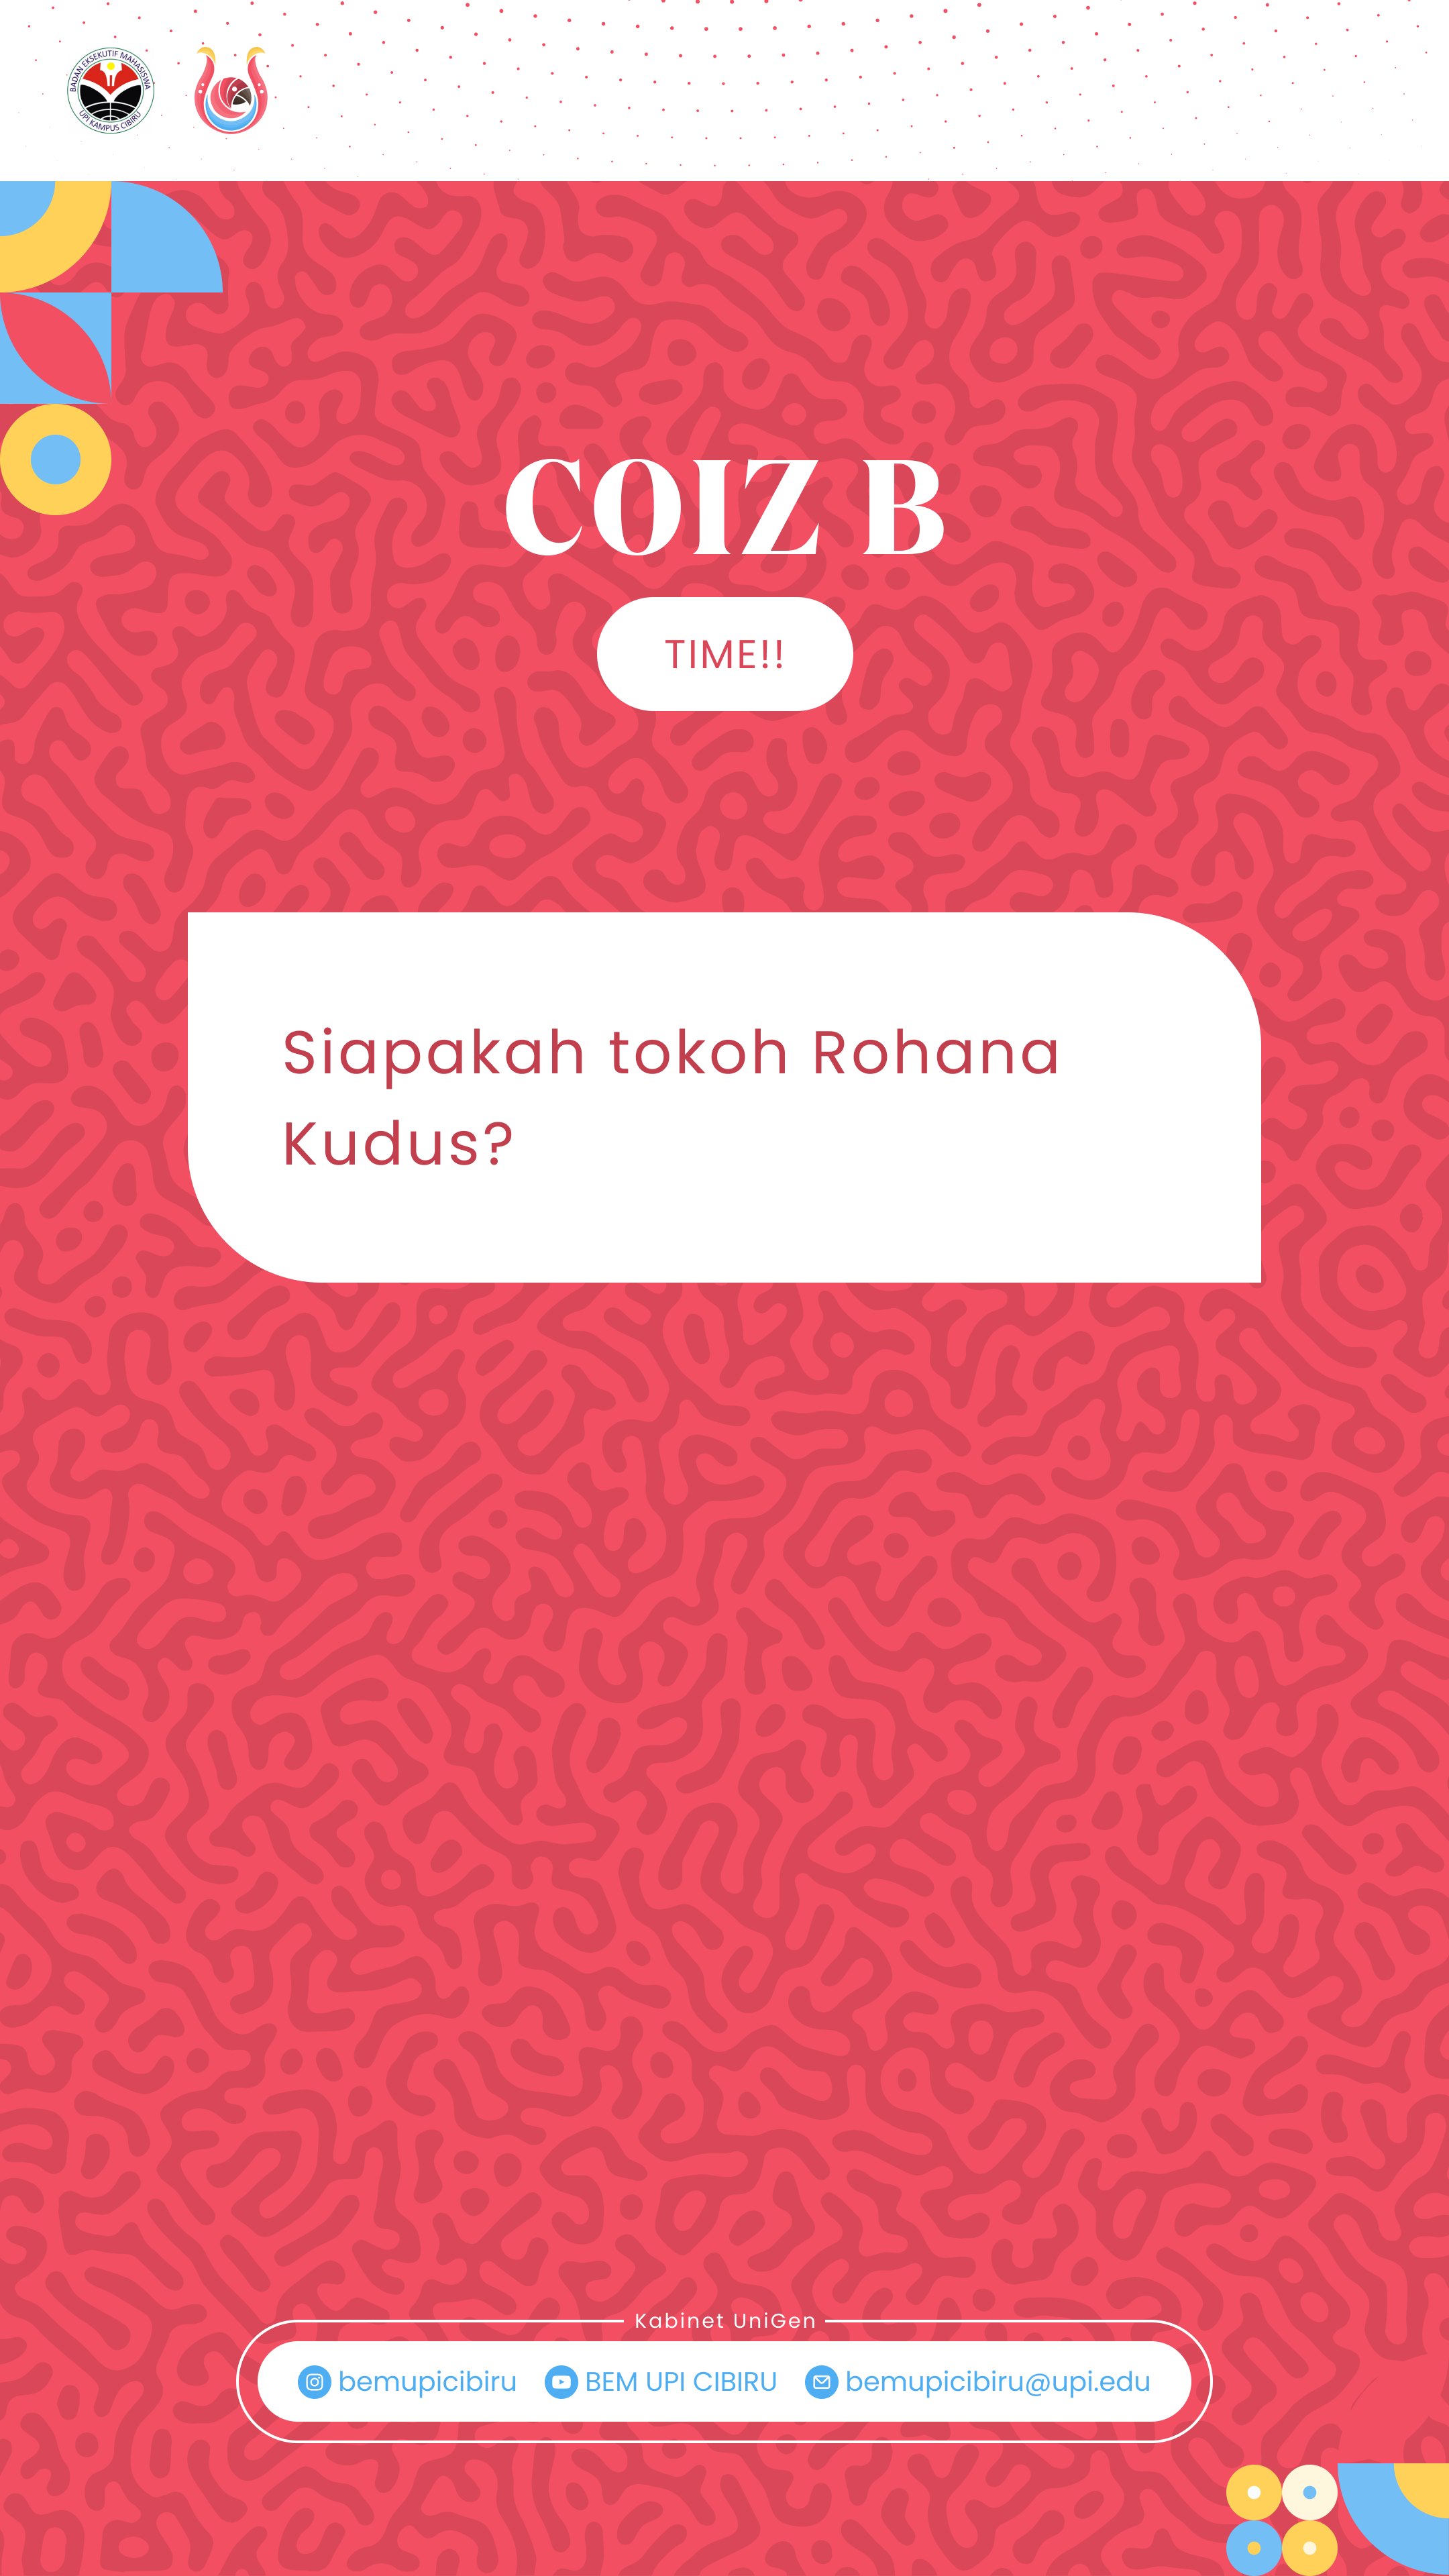 BADAN EKSEKUTIF MAHASISWA
UPI KAMPUS CIBIRU
COIZ B
TIME!!
Siapakah tokoh Rohana
Kudus?
Kabinet UniGen
bemupicibiru BEM UPI CIBIRU bemupicibiru@upi.edu